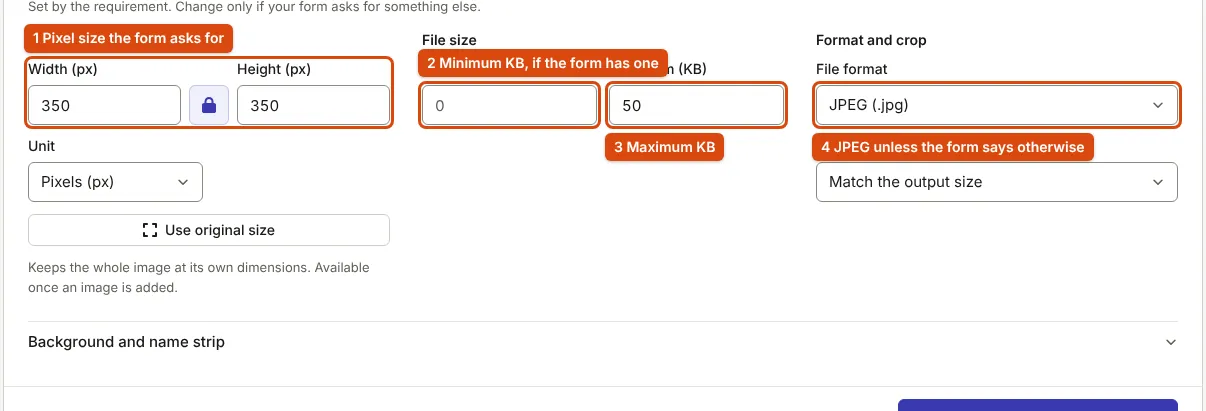 Set by the requirement. Change only if your form asks for something else.
1 Pixel size the form asks for
File size
Format and crop
Width (px)
Height (px)
2 Minimum KB, if the form has one
(KB)
File format
350
350
0
50
JPEG (.jpg)
Unit
3 Maximum KB
4 JPEG unless the form says otherwise
Pixels (px)
Match the output size
Use original size
Keeps the whole image at its own dimensions. Available
once an image is added.
Background and name strip